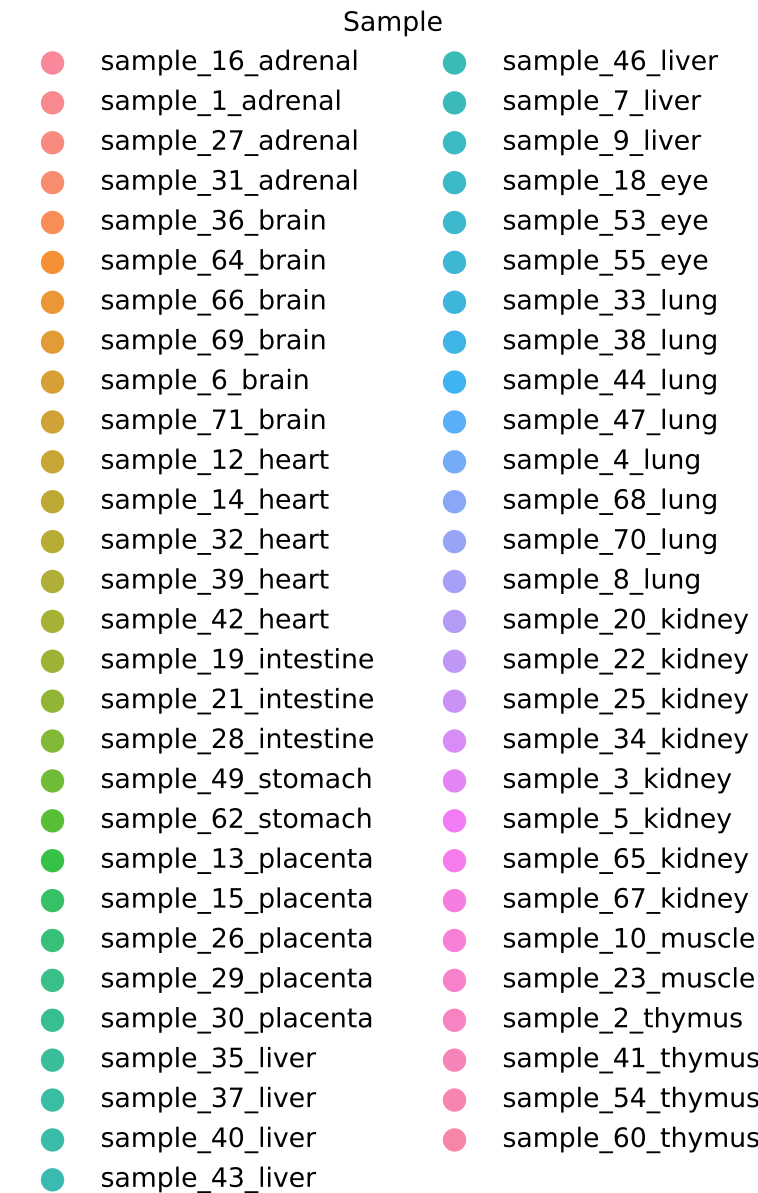 Sample
sample_16_adrenal
sample_1_adrenal
sample_27_adrenal
sample_31_adrenal
sample_36_brain
sample_64_brain
sample_66_brain
sample_69_brain
sample_6_brain
sample_71_brain
sample_12_heart
sample_14_heart
sample_32_heart
sample_39_heart
sample_42_heart
sample_19_intestine
sample_21_intestine
sample_28_intestine
sample_49_stomach
sample_62_stomach
sample_13_placenta
sample_15_placenta
sample_26_placenta
sample_29_placenta
sample_30_placenta
sample_35_liver
sample_37_liver
sample_40_liver
sample_43_liver
sample_46_liver
sample_7_liver
sample_9_liver
sample_18_eye
sample_53_eye
sample_55_eye
sample_33_lung
sample_38_lung
sample_44_lung
sample_47_lung
sample_4_lung
sample_68_lung
sample_70_lung
sample_8_lung
sample_20_kidney
sample_22_kidney
sample_25_kidney
sample_34_kidney
sample_3_kidney
sample_5_kidney
sample_65_kidney
sample_67_kidney
sample_10_muscle
sample_23_muscle
sample_2_thymus
sample_41_thymus
sample_54_thymus
sample_60_thymus